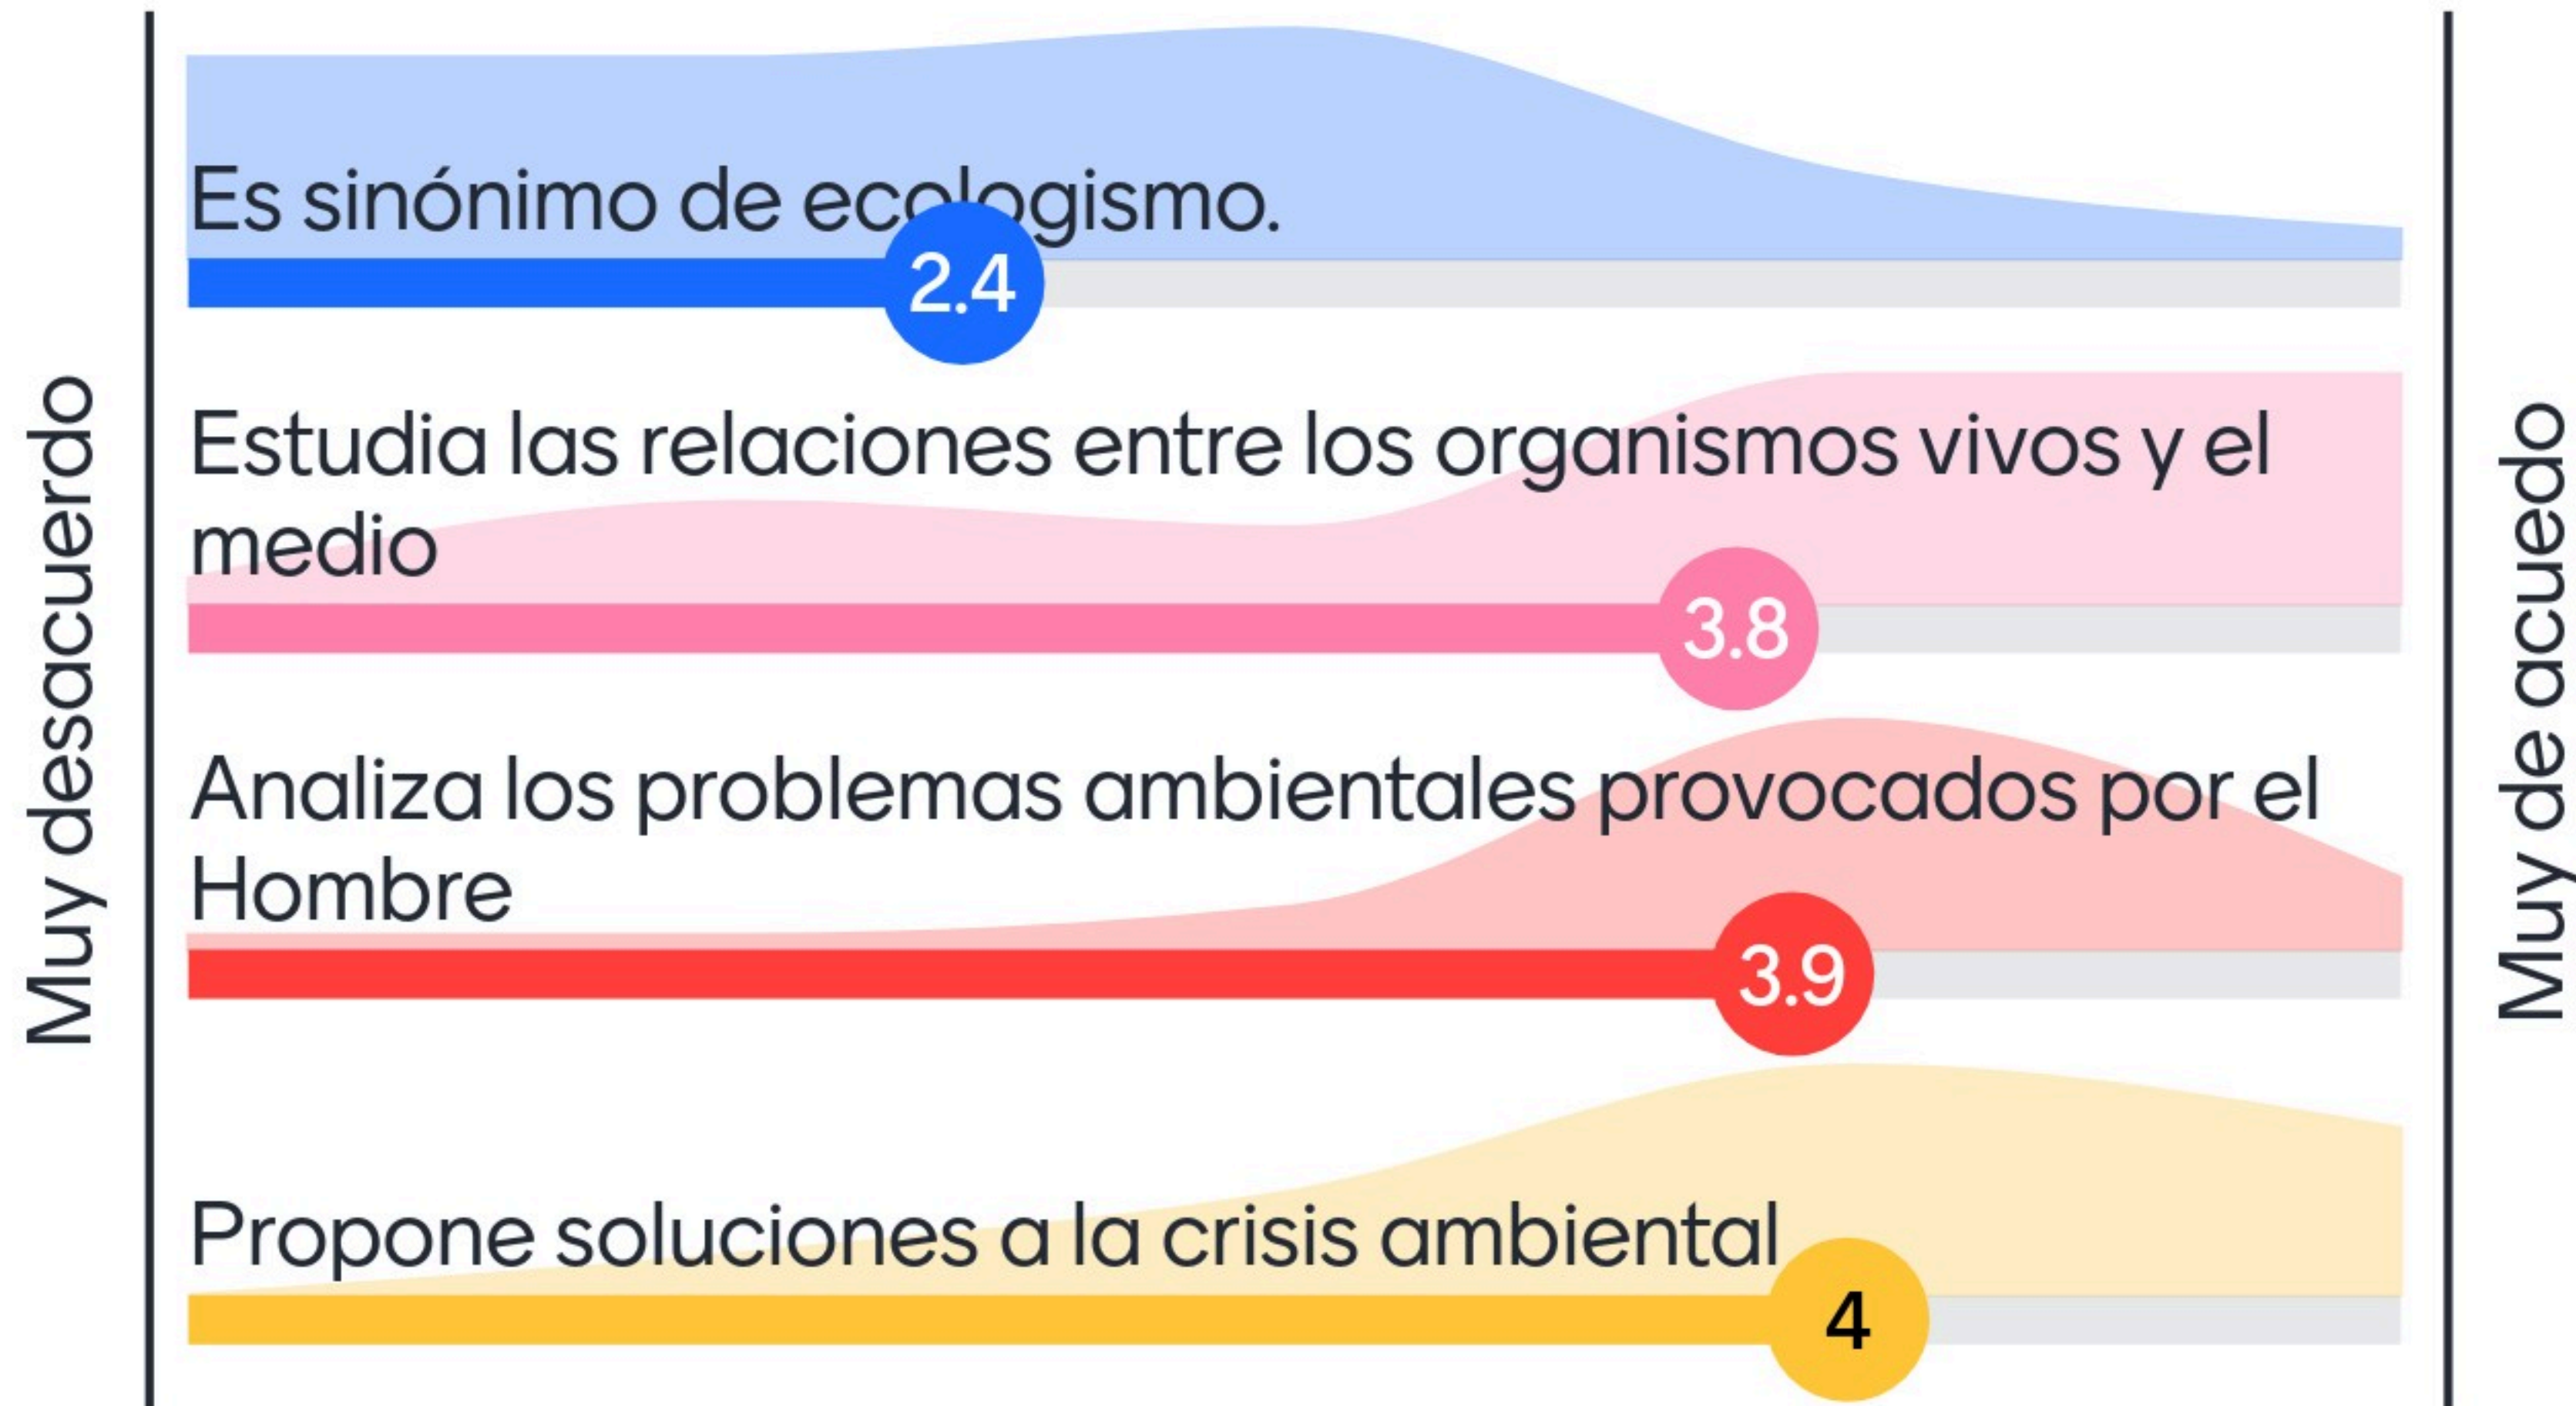 Muy desacuerdo
Es sinónimo de ecologismo.
2.4
Estudia las relaciones entre los organismos vivos y el
medio
3.8
Analiza los problemas ambientales provocados por el
Hombre
3.9
Propone soluciones a la crisis ambiental
4
Muy de acuedo